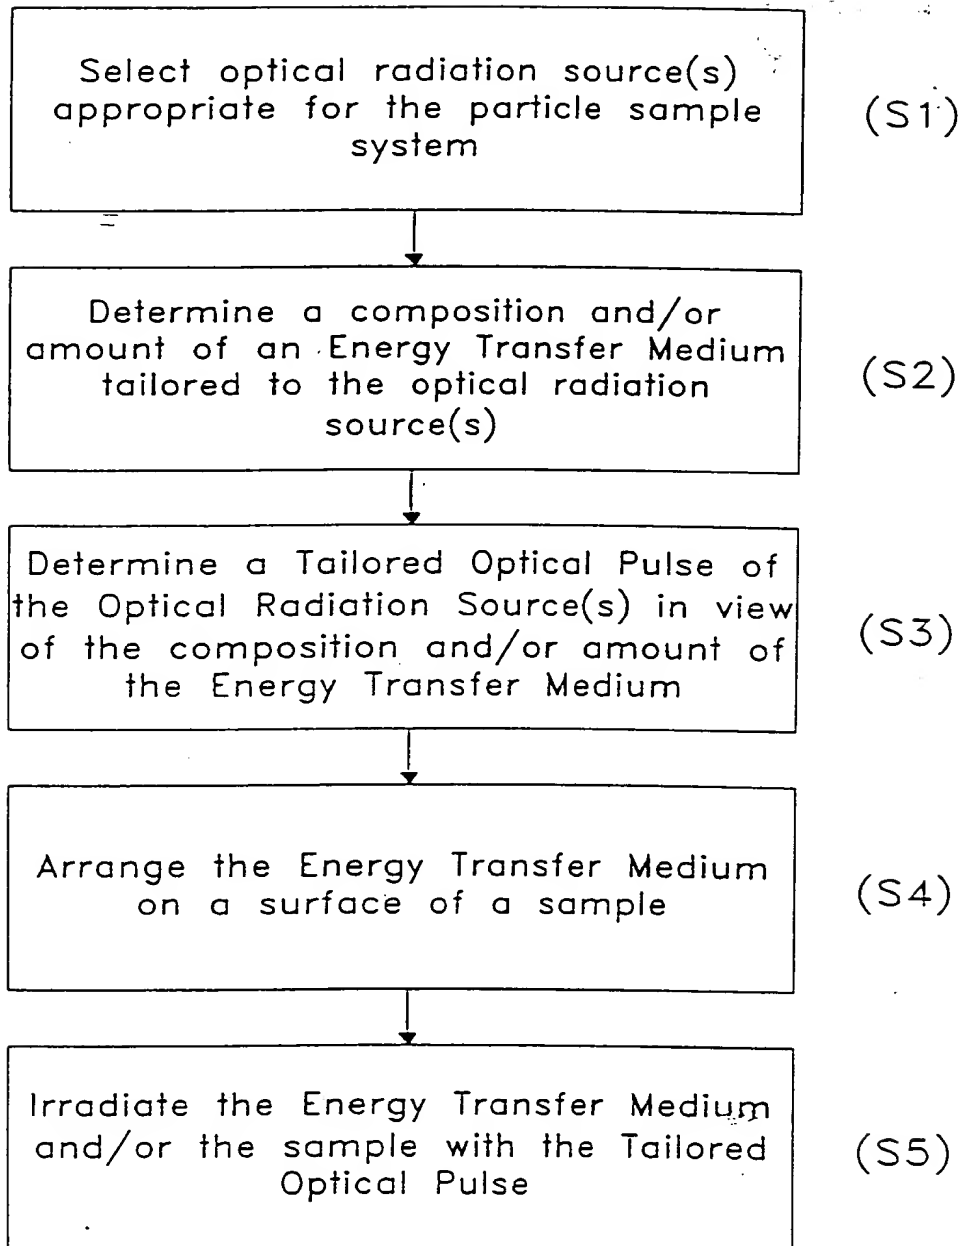 Select optical radiation source(s)
appropriate for the particle sample
system
(S1)
Determine a composition and/or
amount of an Energy Transfer Medium
tailored to the optical radiation
source(s)
(S2)
Determine a Tailored Optical Pulse of
the Optical Radiation Source(s) in view
of the composition and/or amount of
the Energy Transfer Medium
(S3)
Arrange the Energy Transfer Medium
on a surface of a sample
(S4)
Irradiate the Energy Transfer Medium
and/or the sample with the Tailored
Optical Pulse
(S5)